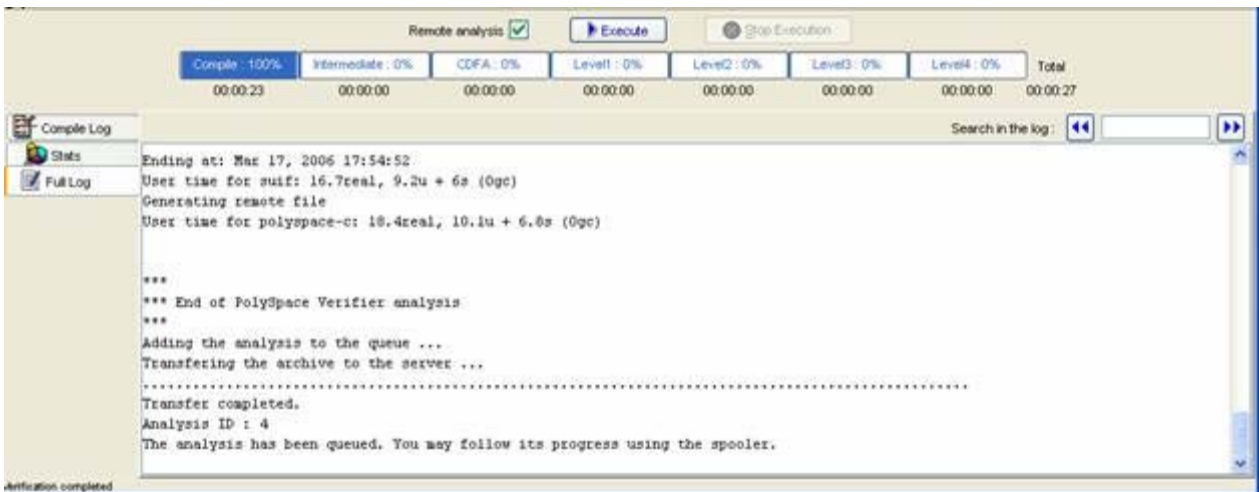 Remote analysis Execute Stop Execution
Compile : 100% Intermediate : 0% CDFA : 0% Level1 : 0% Level2 : 0% Level3 : 0% Level4 : 0% Total
00:00:23 00:00:00 00:00:00 00:00:00 00:00:00 00:00:00 00:00:00 00:00:27
Compile Log Search in the log :
Stats
Full Log
Ending at: Mar 17, 2006 17:54:52
User time for suif: 16.7real, 9.2u + 6s (0gc)
Generating remote file
User time for polyspace-c: 18.4real, 10.1u + 6.8s (0gc)
***
*** End of PolySpace Verifier analysis
***
Adding the analysis to the queue ...
Transfering the archive to the server ...
...................................................................................................
Transfer completed.
Analysis ID : 4
The analysis has been queued. You may follow its progress using the spooler.
completed